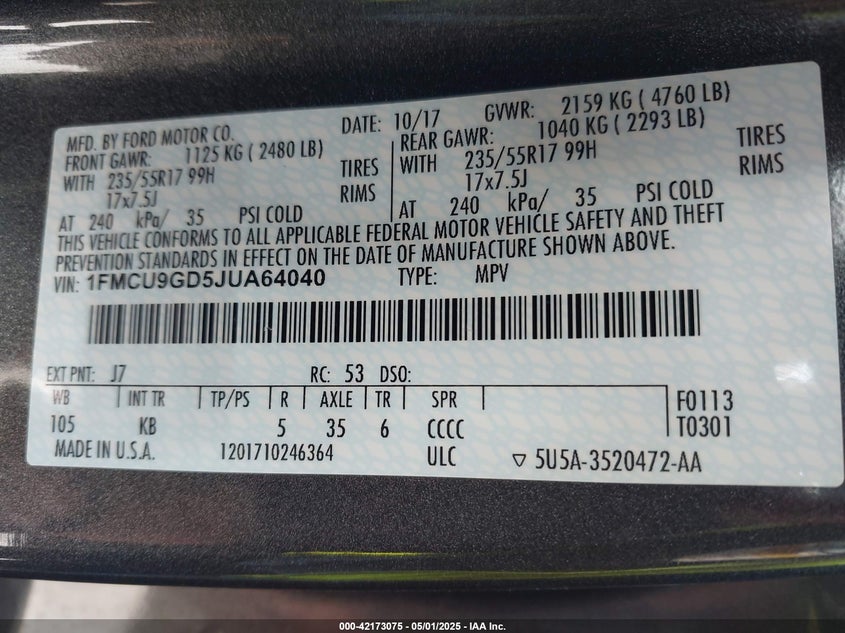 MFD. BY FORD MOTOR CO. DATE: 10/17 GVWR: 2159 KG ( 4760 LB)
FRONT GAWR: 1125 KG ( 2480 LB) REAR GAWR: 1040 KG ( 2293 LB)
WITH 235/55R17 99H TIRES WITH 235/55R17 99H TIRES
17x7.5J RIMS 17x7.5J RIMS
AT 240 kPa/ 35 PSI COLD AT 240 kPa/ 35 PSI COLD
THIS VEHICLE CONFORMS TO ALL APPLICABLE FEDERAL MOTOR VEHICLE SAFETY AND THEFT
PREVENTION STANDARDS IN EFFECT ON THE DATE OF MANUFACTURE SHOWN ABOVE.
VIN: 1FMCU9GD5JUA64040 TYPE: MPV
EXT PNT: J7 RC: 53 DSO:
WB INT TR TP/PS R AXLE TR SPR F0113
105 KB 5 35 6 CCCC T0301
MADE IN U.S.A. 1201710246364 ULC ▽ 5U5A-3520472-AA
000-42173075 - 05/01/2025 - IAA Inc.